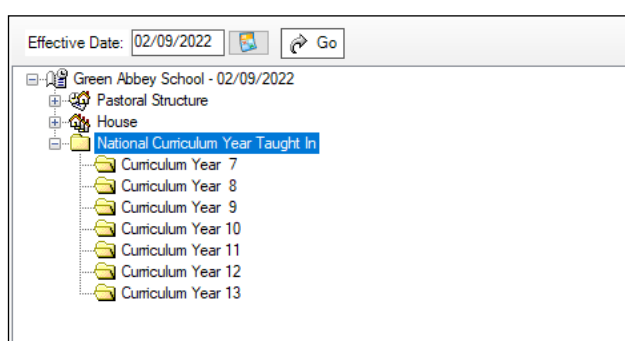 Effective Date: 02/09/2022 Go
Green Abbey School - 02/09/2022
Pastoral Structure
House
National Curriculum Year Taught In
Curriculum Year 7
Curriculum Year 8
Curriculum Year 9
Curriculum Year 10
Curriculum Year 11
Curriculum Year 12
Curriculum Year 13